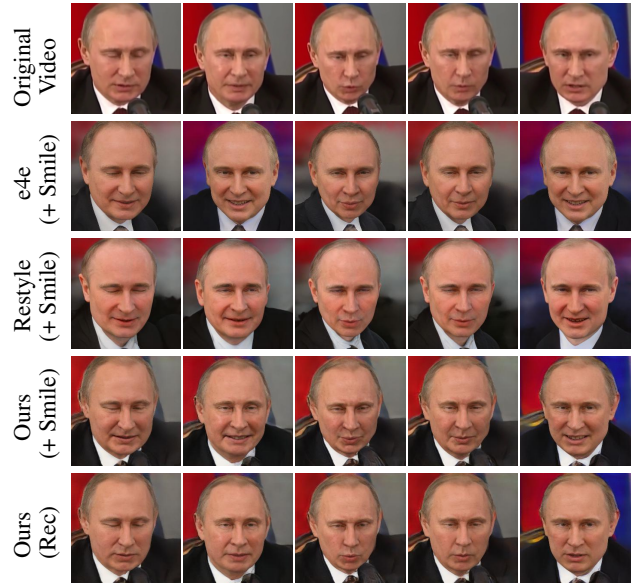 Original
Video
e4e
(+ Smile)
Restyle
(+ Smile)
Ours
(+ Smile)
Ours
(Rec)